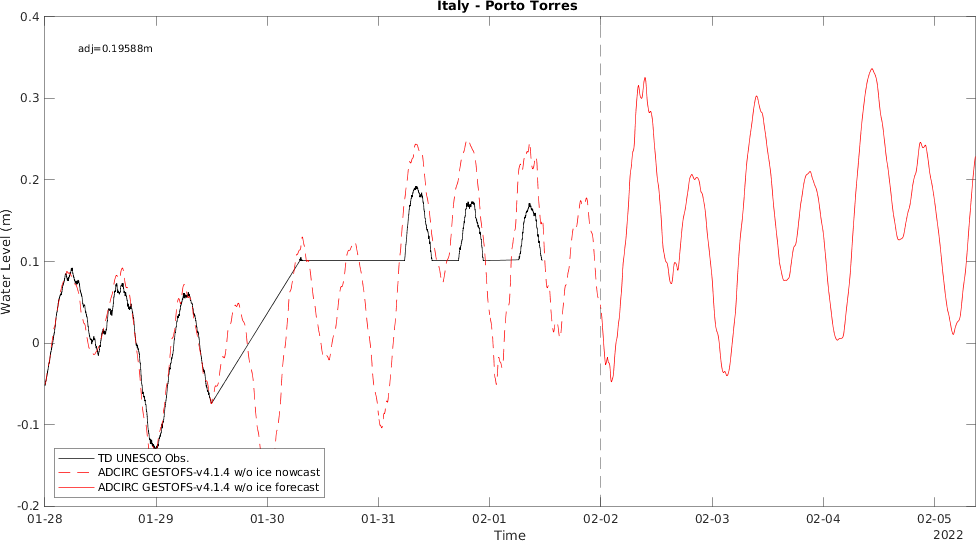 Italy - Porto Torres
adj=0.19588m
Water Level (m)
0.4
0.3
0.2
0.1
0
-0.1
-0.2
TD UNESCO Obs.
ADCIRC GESTOFS-v4.1.4 w/o ice nowcast
ADCIRC GESTOFS-v4.1.4 w/o ice forecast
01-28 01-29 01-30 01-31 02-01 02-02 02-03 02-04 02-05
Time
2022